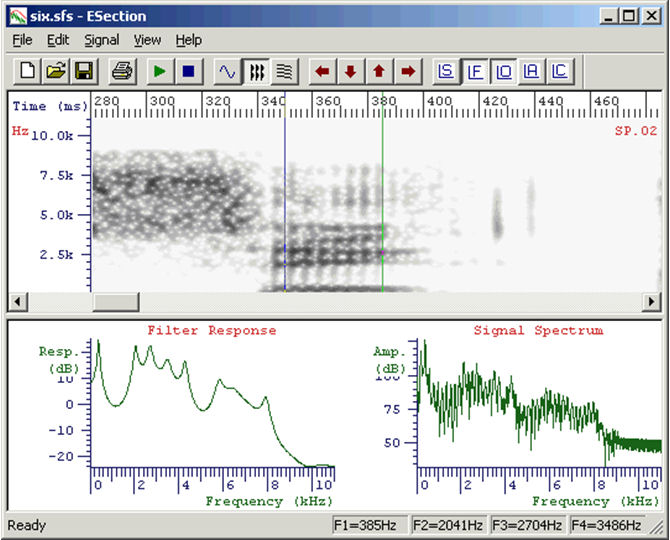 six.sfs - ESection
File Edit Signal View Help
S F O A C
Time (ms) 280 300 320 340 360 380 400 420 440 460
Hz 10.0k SP.02
7.5k
5.0k
2.5k
Filter Response
Resp.
(dB)
10
0
-10
-20
0 2 4 6 8 10
Frequency (kHz)
Signal Spectrum
Amp.
(dB)
100
75
50
0 2 4 6 8 10
Frequency (kHz)
Ready F1=385Hz F2=2041Hz F3=2704Hz F4=3486Hz